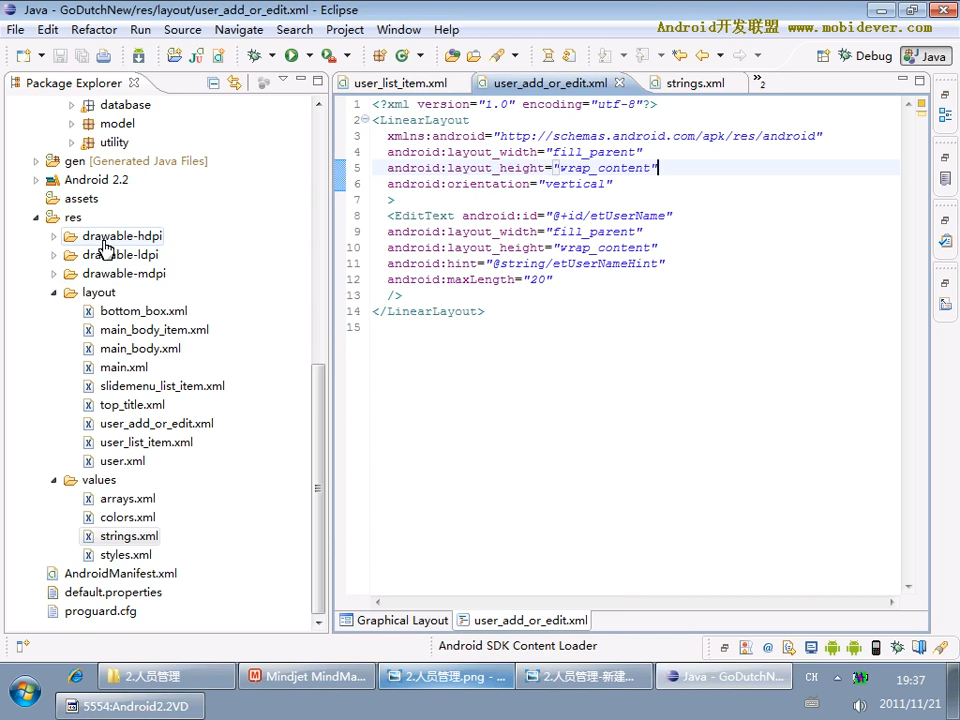 Java - GoDutchNew/res/layout/user_add_or_edit.xml - Eclipse
File Edit Refactor Run Source Navigate Search Project Window Help
Android开发联盟 www.mobidever.com
Debug Java
Package Explorer
user_list_item.xml user_add_or_edit.xml strings.xml »2
database
model
utility
gen [Generated Java Files]
Android 2.2
assets
res
drawable-hdpi
drawable-ldpi
drawable-mdpi
layout
bottom_box.xml
main_body_item.xml
main_body.xml
main.xml
slidemenu_list_item.xml
top_title.xml
user_add_or_edit.xml
user_list_item.xml
user.xml
values
arrays.xml
colors.xml
strings.xml
styles.xml
AndroidManifest.xml
default.properties
proguard.cfg
1 <?xml version="1.0" encoding="utf-8"?>
2 <LinearLayout
3 xmlns:android="http://schemas.android.com/apk/res/android"
4 android:layout_width="fill_parent"
5 android:layout_height="wrap_content"
6 android:orientation="vertical"
7 >
8 <EditText android:id="@+id/etUserName"
9 android:layout_width="fill_parent"
10 android:layout_height="wrap_content"
11 android:hint="@string/etUserNameHint"
12 android:maxLength="20"
13 />
14 </LinearLayout>
15
Graphical Layout user_add_or_edit.xml
Android SDK Content Loader
2.人员管理 Mindjet MindMa... 2.人员管理.png - ... 2.人员管理-新建... Java - GoDutchN... CH 19:37
5554:Android2.2VD 2011/11/21